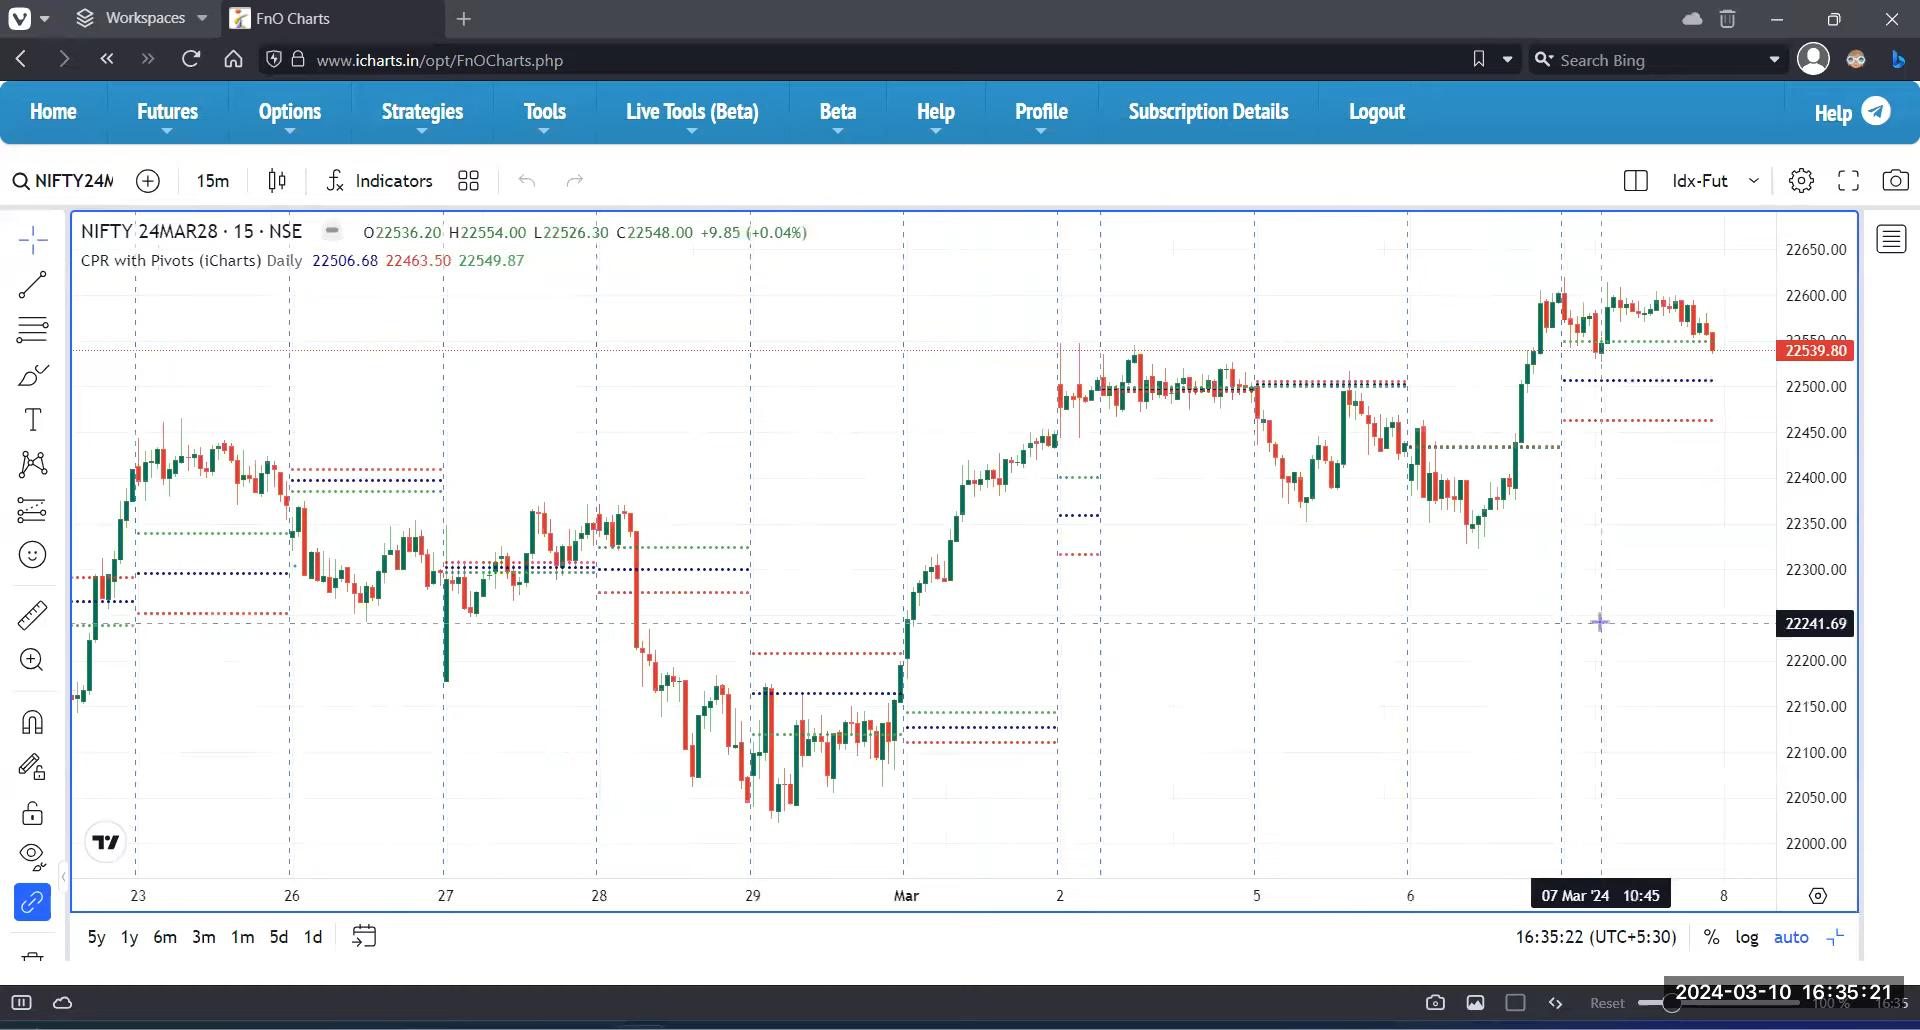 Workspaces
FnO Charts
www.icharts.in/opt/FnOCharts.php
Search Bing
Home
Futures
Options
Strategies
Tools
Live Tools (Beta)
Beta
Help
Profile
Subscription Details
Logout
Help
NIFTY24M
15m
Indicators
Idx-Fut
NIFTY 24MAR28 · 15 · NSE O22536.20 H22554.00 L22526.30 C22548.00 +9.85 (+0.04%)
CPR with Pivots (iCharts) Daily 22506.68 22463.50 22549.87
22650.00
22600.00
22550.00
22539.80
22500.00
22450.00
22400.00
22350.00
22300.00
22241.69
22200.00
22150.00
22100.00
22050.00
22000.00
23
26
27
28
29
Mar
2
5
6
07 Mar '24 10:45
8
5y 1y 6m 3m 1m 5d 1d
16:35:22 (UTC+5:30)
%
log
auto
Reset
2024-03-10 16:35:21
100 %
16:35